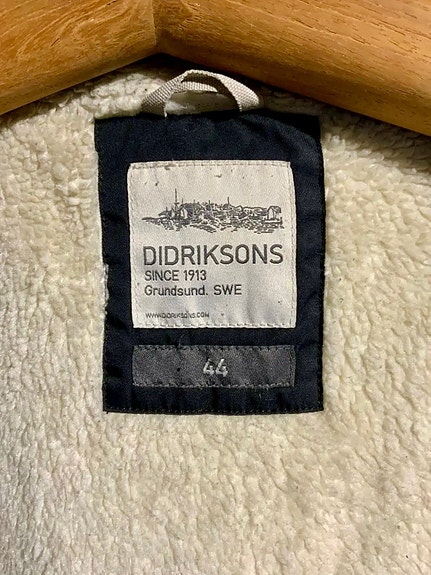 DIDRIKSONS
SINCE 1913
Grundsund. SWE
WWW.DIDRIKSONS.COM
44